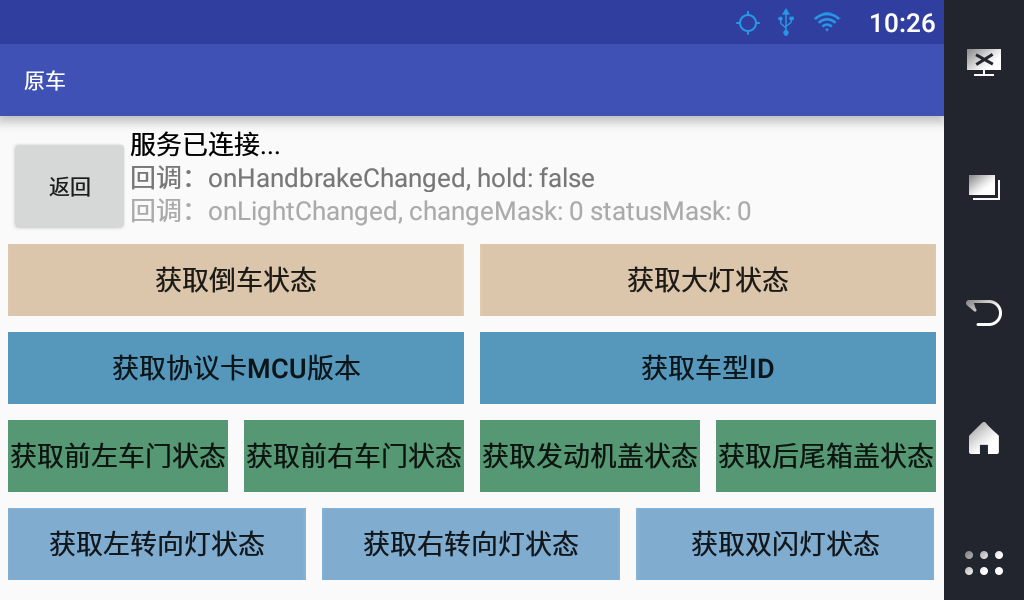 10:26
原车
服务已连接...
返回
回调：onHandbrakeChanged, hold: false
回调：onLightChanged, changeMask: 0 statusMask: 0
获取倒车状态
获取大灯状态
获取协议卡MCU版本
获取车型ID
获取前左车门状态
获取前右车门状态
获取发动机盖状态
获取后尾箱盖状态
获取左转向灯状态
获取右转向灯状态
获取双闪灯状态